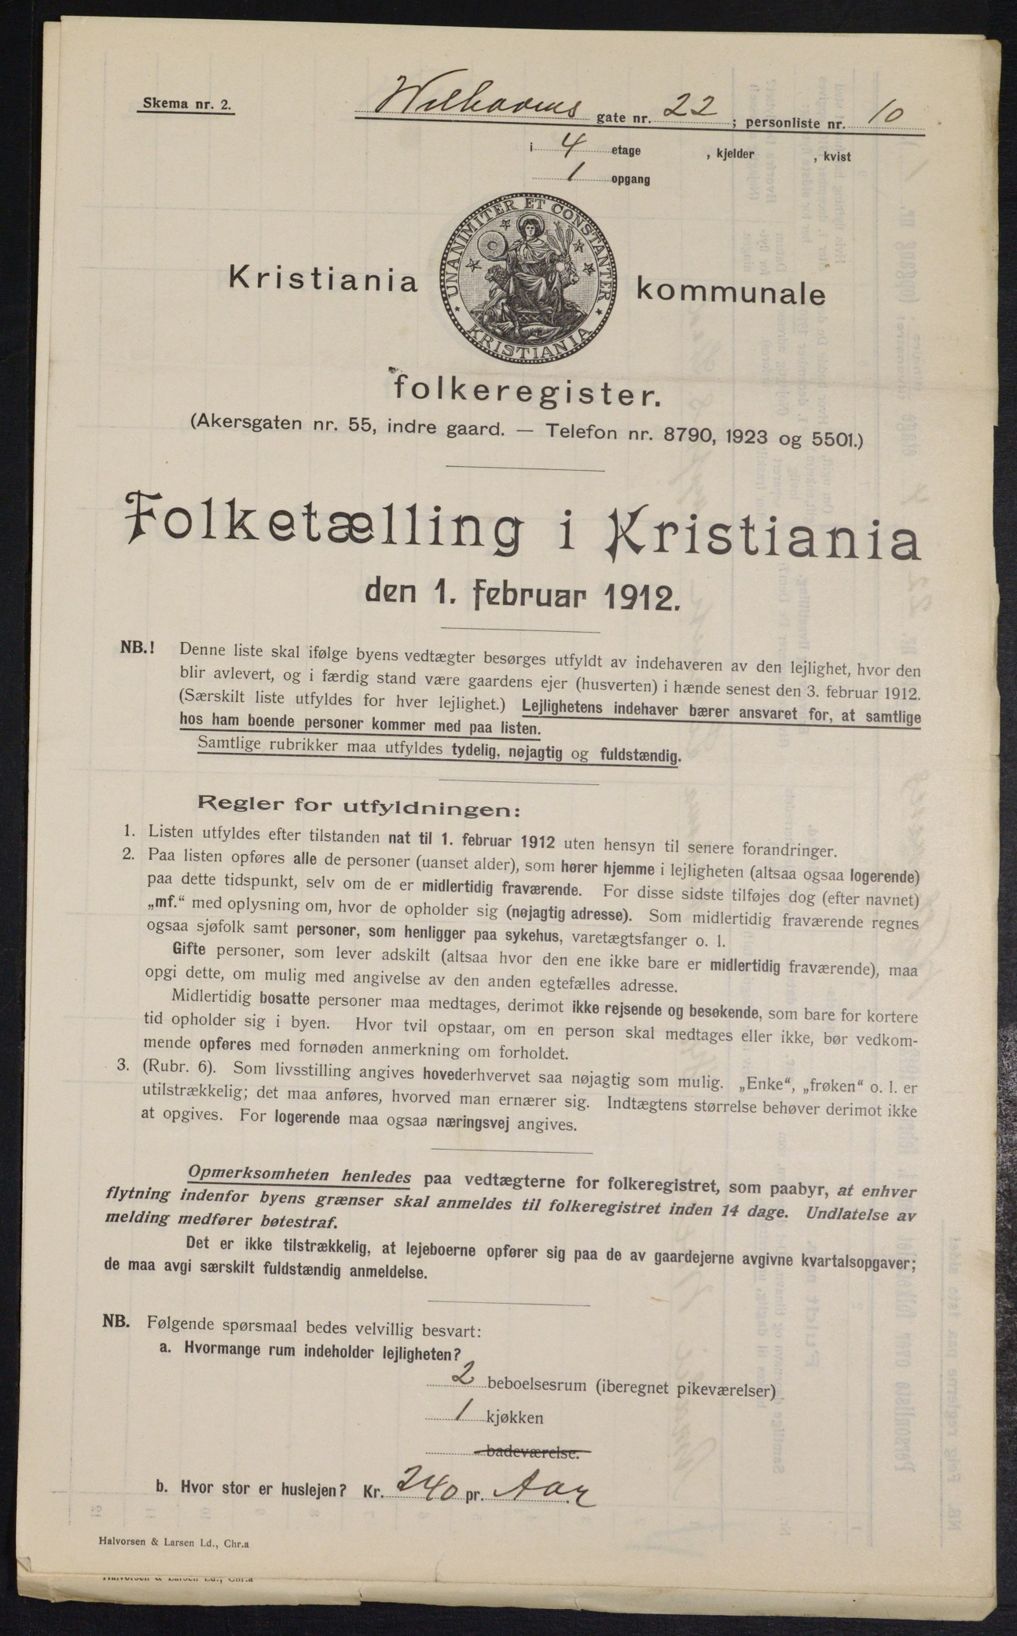 Skema nr. 2.
Welhavens gate nr. 22 ; personliste nr. 10
i 4 etage , kjelder , kvist
1 opgang
UNANIMITER ET CONSTANTER
KRISTIANIA
Kristiania kommunale
folkeregister.
(Akersgaten nr. 55, indre gaard. — Telefon nr. 8790, 1923 og 5501.)
Folketælling i Kristiania
den 1. februar 1912.
NB.! Denne liste skal ifølge byens vedtægter besørges utfyldt av indehaveren av den lejlighet, hvor den
blir avlevert, og i færdig stand være gaardens ejer (husverten) i hænde senest den 3. februar 1912.
(Særskilt liste utfyldes for hver lejlighet.) Lejlighetens indehaver bærer ansvaret for, at samtlige
hos ham boende personer kommer med paa listen.
Samtlige rubrikker maa utfyldes tydelig, nøjagtig og fuldstændig.
Regler for utfyldningen:
1. Listen utfyldes efter tilstanden nat til 1. februar 1912 uten hensyn til senere forandringer.
2. Paa listen opføres alle de personer (uanset alder), som hører hjemme i lejligheten (altsaa ogsaa logerende)
paa dette tidspunkt, selv om de er midlertidig fraværende. For disse sidste tilføjes dog (efter navnet)
„mf.“ med oplysning om, hvor de opholder sig (nøjagtig adresse). Som midlertidig fraværende regnes
ogsaa sjøfolk samt personer, som henligger paa sykehus, varetægtsfanger o. l.
Gifte personer, som lever adskilt (altsaa hvor den ene ikke bare er midlertidig fraværende), maa
opgi dette, om mulig med angivelse av den anden egtefælles adresse.
Midlertidig bosatte personer maa medtages, derimot ikke rejsende og besøkende, som bare for kortere
tid opholder sig i byen. Hvor tvil opstaar, om en person skal medtages eller ikke, bør vedkom-
mende opføres med fornøden anmerkning om forholdet.
3. (Rubr. 6). Som livsstilling angives hovederhvervet saa nøjagtig som mulig. „Enke“, „frøken“ o. l. er
utilstrækkelig; det maa anføres, hvorved man ernærer sig. Indtægtens størrelse behøver derimot ikke
at opgives. For logerende maa ogsaa næringsvej angives.
Opmerksomheten henledes paa vedtægterne for folkeregistret, som paabyr, at enhver
flytning indenfor byens grænser skal anmeldes til folkeregistret inden 14 dage. Undlatelse av
melding medfører bøtestraf.
Det er ikke tilstrækkelig, at lejeboerne opfører sig paa de av gaardejerne avgivne kvartalsopgaver;
de maa avgi særskilt fuldstændig anmeldelse.
NB. Følgende spørsmaal bedes velvillig besvart:
a. Hvormange rum indeholder lejligheten?
2 beboelsesrum (iberegnet pikeværelser)
1 kjøkken
badeværelse.
b. Hvor stor er huslejen? Kr. 240 pr. Aar
Halvorsen & Larsen Ld., Chr.a
Halvorsen & Larsen Ld., Chr.a